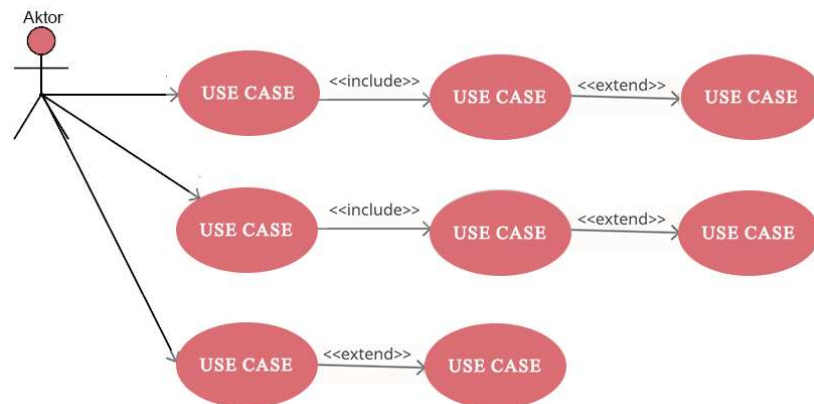 Aktor
USE CASE <<include>> USE CASE <<extend>> USE CASE
USE CASE <<include>> USE CASE <<extend>> USE CASE
USE CASE <<extend>> USE CASE